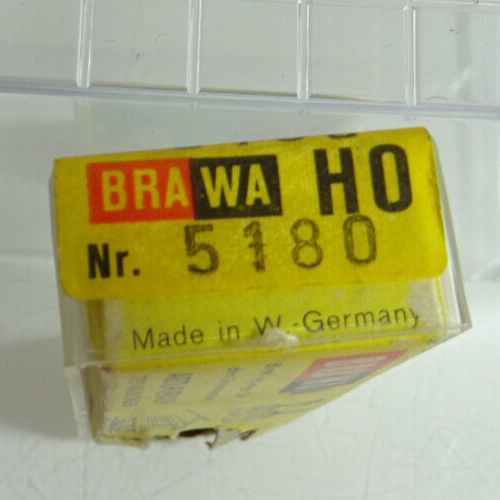 BRAWA HO
Nr. 5180
Made in W.-Germany